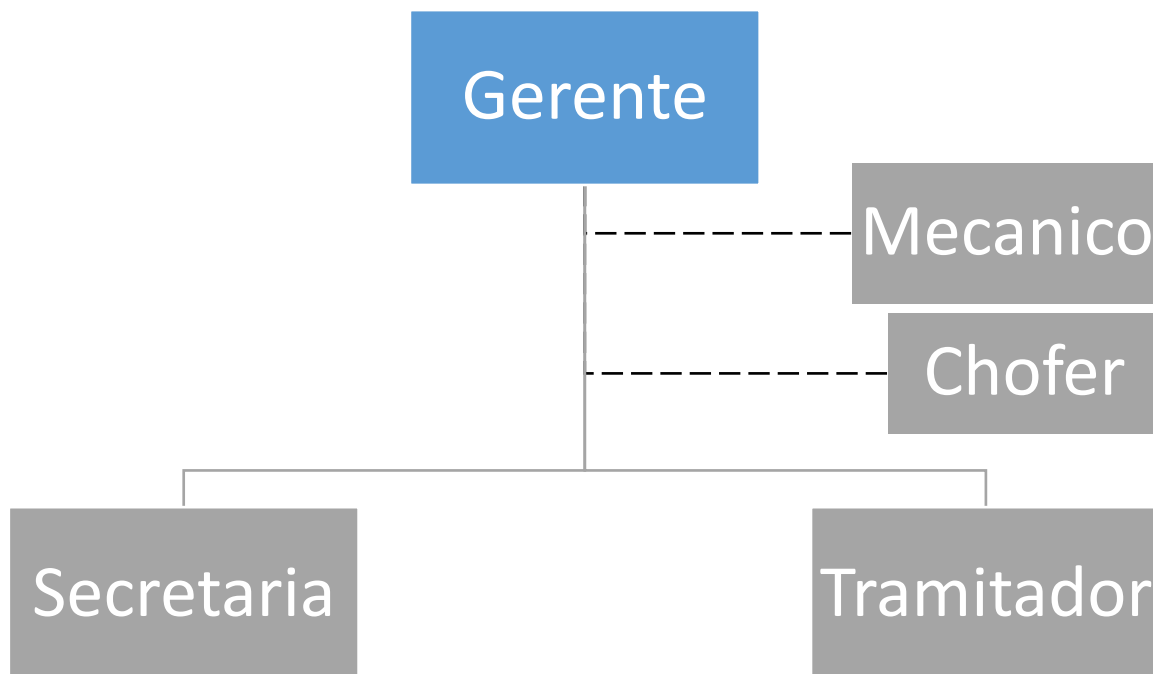 Gerente
Mecanico
Chofer
Secretaria
Tramitador